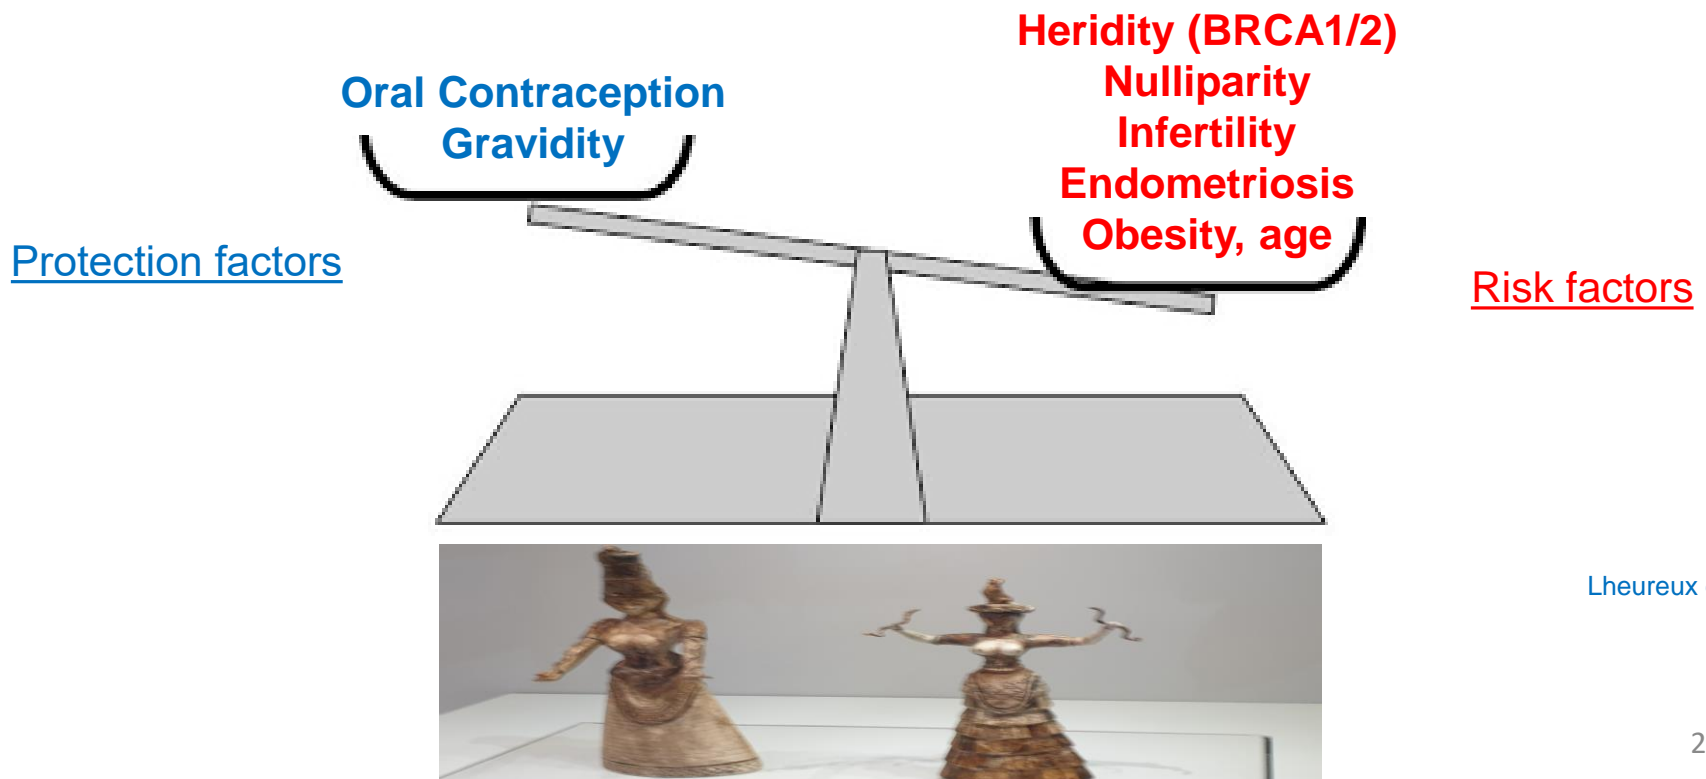 Heridity (BRCA1/2)
Nulliparity
Infertility
Endometriosis
Obesity, age
Oral Contraception
Gravidity
Protection factors
Risk factors
Lheureux
2